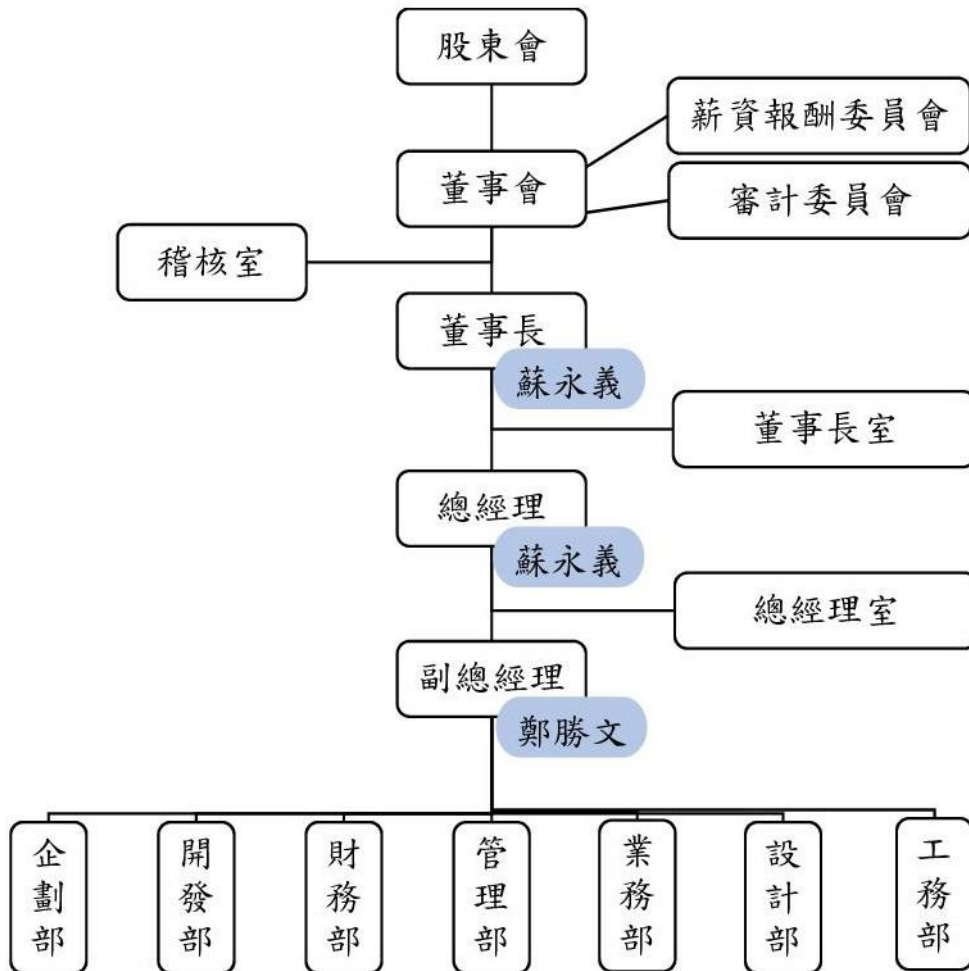 股東會
薪資報酬委員會
董事會
審計委員會
稽核室
董事長
蘇永義
董事長室
總經理
蘇永義
總經理室
副總經理
鄭勝文
企劃部
開發部
財務部
管理部
業務部
設計部
工務部